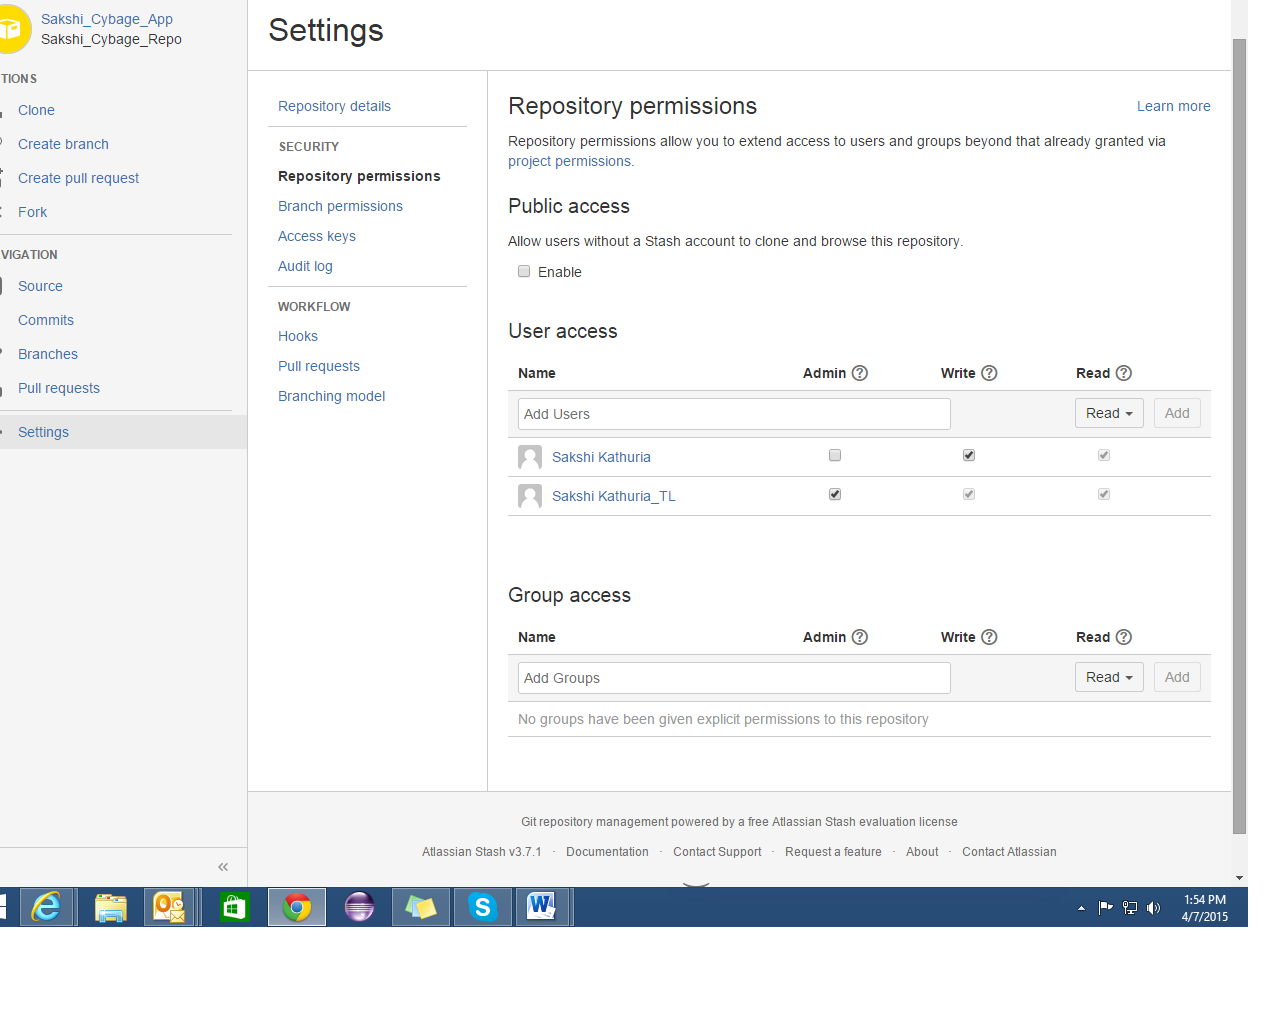 Sakshi_Cybage_App
Sakshi_Cybage_Repo
TIONS
Clone
Create branch
Create pull request
Fork
VIGATION
Source
Commits
Branches
Pull requests
Settings
Settings
Repository details
SECURITY
Repository permissions
Branch permissions
Access keys
Audit log
WORKFLOW
Hooks
Pull requests
Branching model
Repository permissions Learn more
Repository permissions allow you to extend access to users and groups beyond that already granted via
project permissions.
Public access
Allow users without a Stash account to clone and browse this repository.
Enable
User access
Name Admin ? Write ? Read ?
Add Users Read Add
Sakshi Kathuria
Sakshi Kathuria_TL
Group access
Name Admin ? Write ? Read ?
Add Groups Read Add
No groups have been given explicit permissions to this repository
Git repository management powered by a free Atlassian Stash evaluation license
Atlassian Stash v3.7.1 · Documentation · Contact Support · Request a feature · About · Contact Atlassian
1:54 PM
4/7/2015